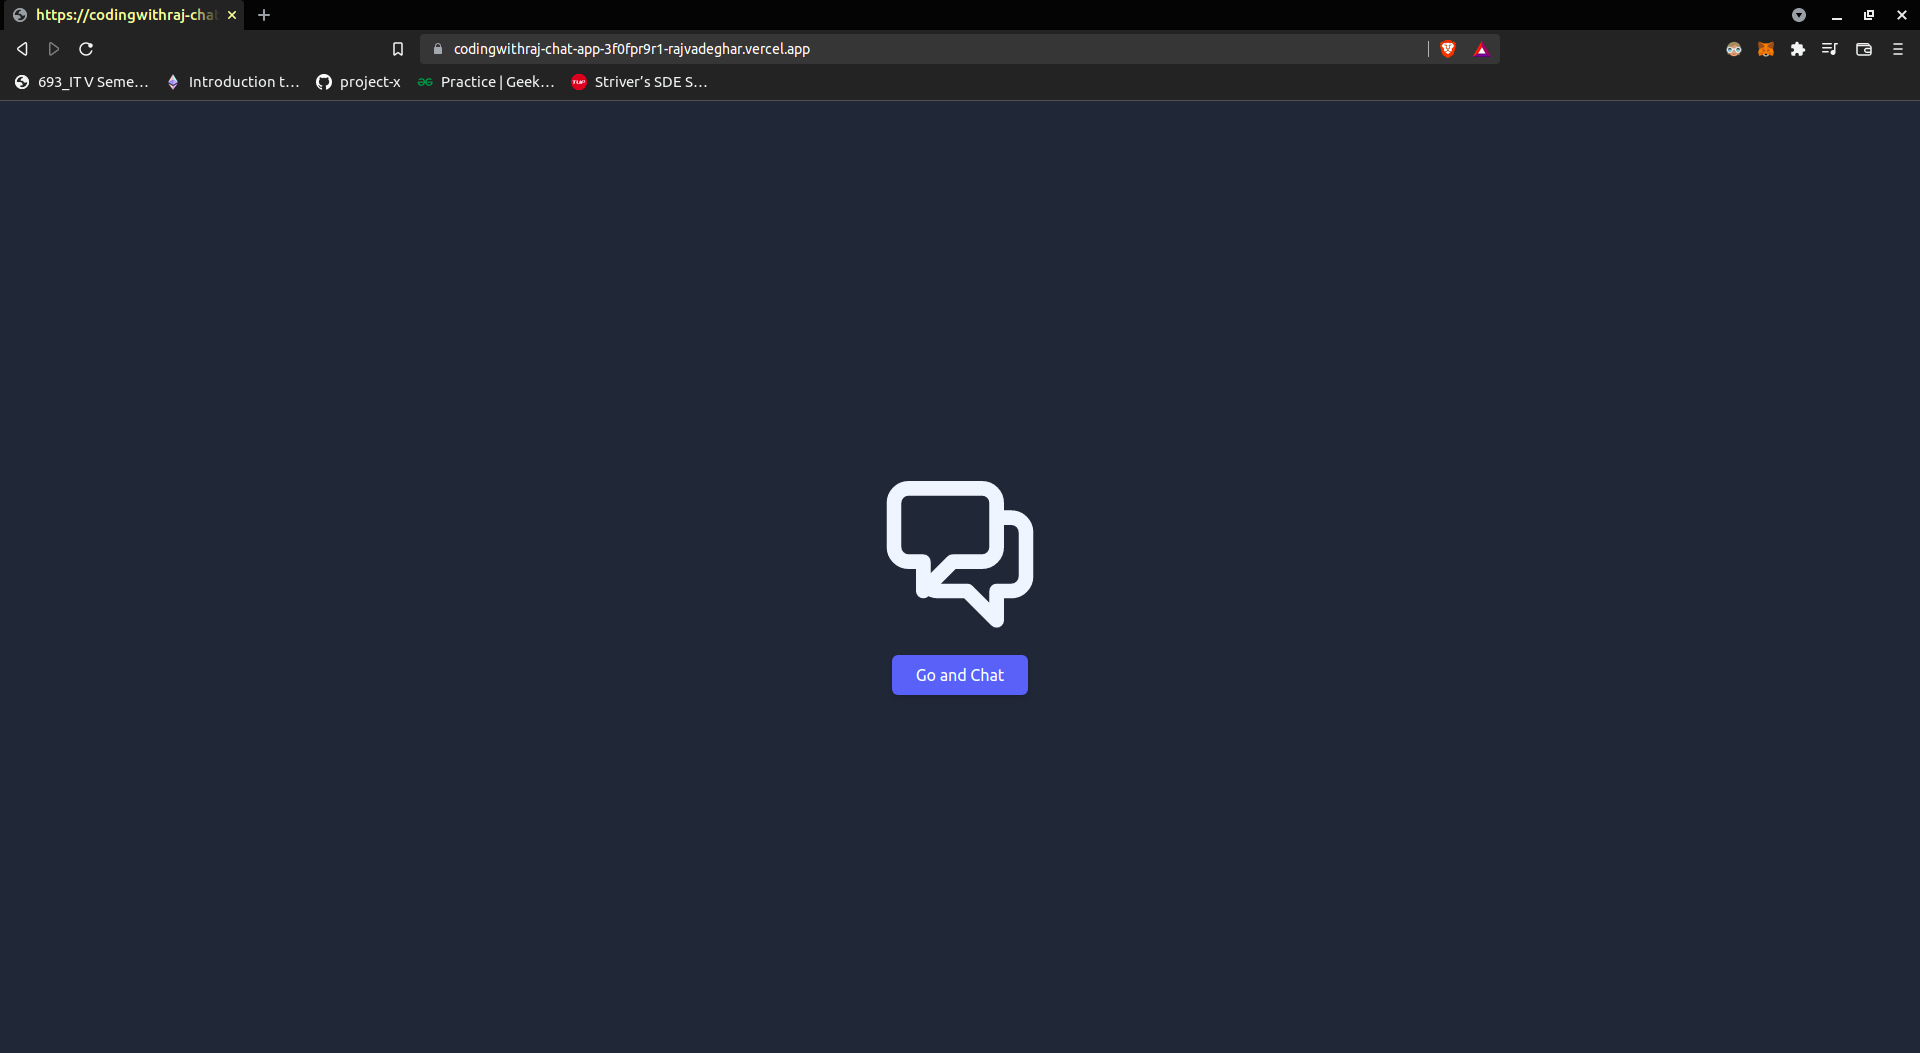 https://codingwithraj-cha
codingwithraj-chat-app-3f0fpr9r1-rajvadeghar.vercel.app
693_IT V Seme... Introduction t... project-x Practice | Geek... Striver's SDE S...
Go and Chat